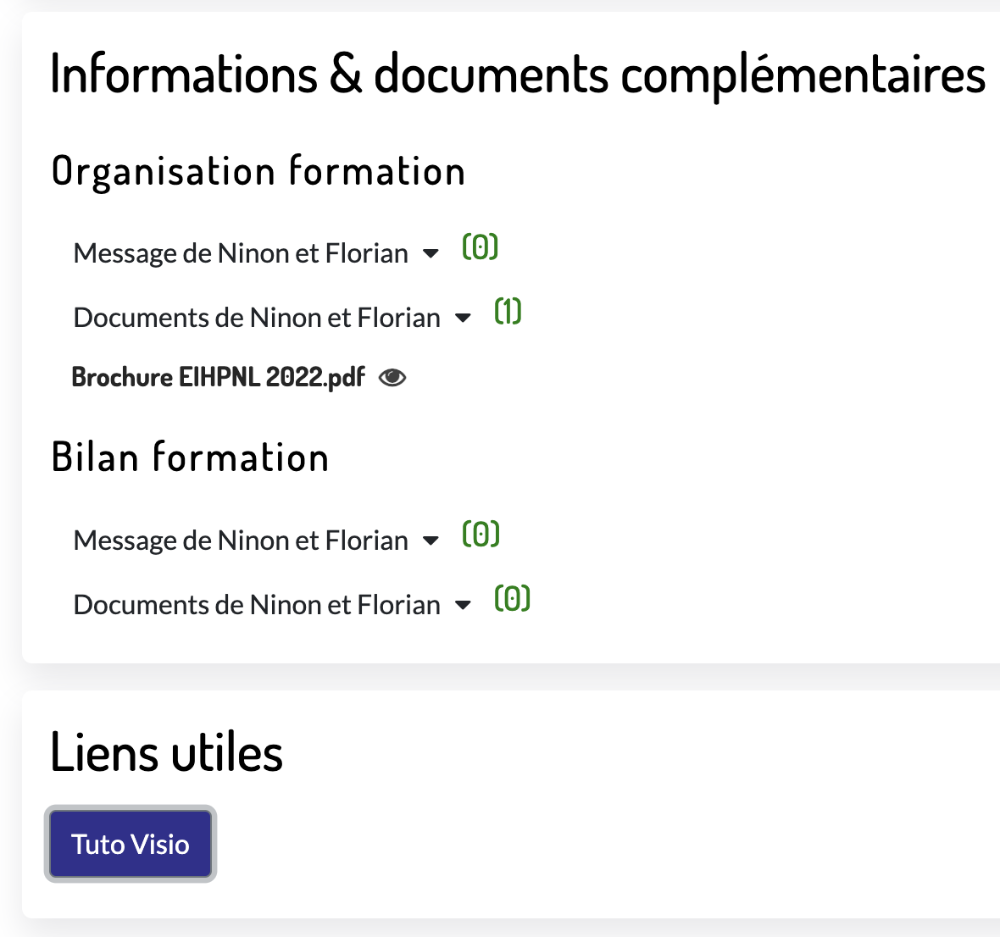 Informations & documents complémentaires
Organisation formation
Message de Ninon et Florian (0)
Documents de Ninon et Florian (1)
Brochure EIHPNL 2022.pdf
Bilan formation
Message de Ninon et Florian (0)
Documents de Ninon et Florian (0)
Liens utiles
Tuto Visio